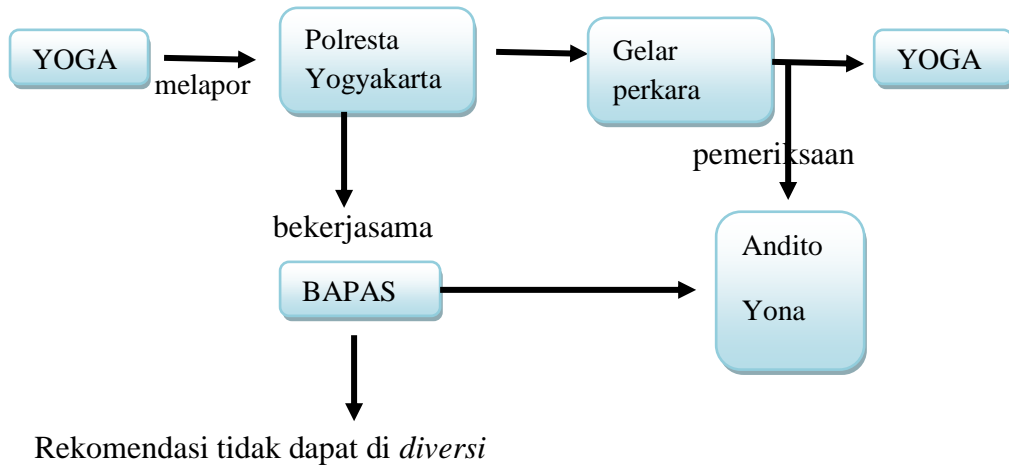 YOGA
melapor
Polresta
Yogyakarta
Gelar
perkara
YOGA
pemeriksaan
bekerjasama
BAPAS
Andito
Yona
Rekomendasi tidak dapat di diversi